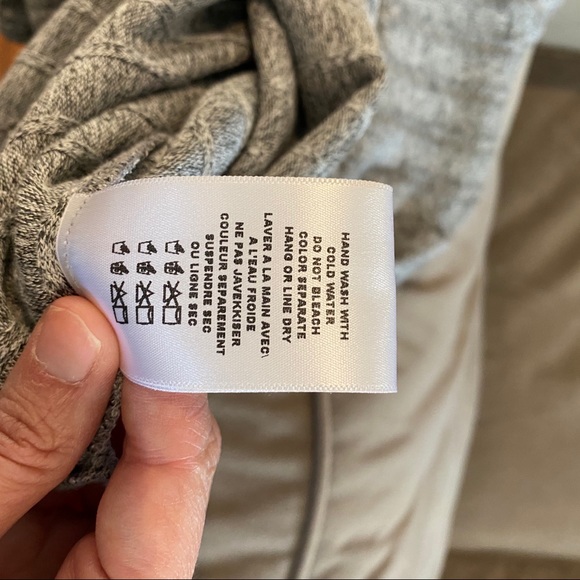 HAND WASH WITH
COLD WATER
DO NOT BLEACH
COLOR SEPARATE
HANG OR LINE DRY
LAVER A LA MAIN AVEC\
A L'EAU FROIDE
NE PAS JAVEKKISER
COULEUR SEPAREMENT
SUSPENDRE SEC
OU LIGNE SEC